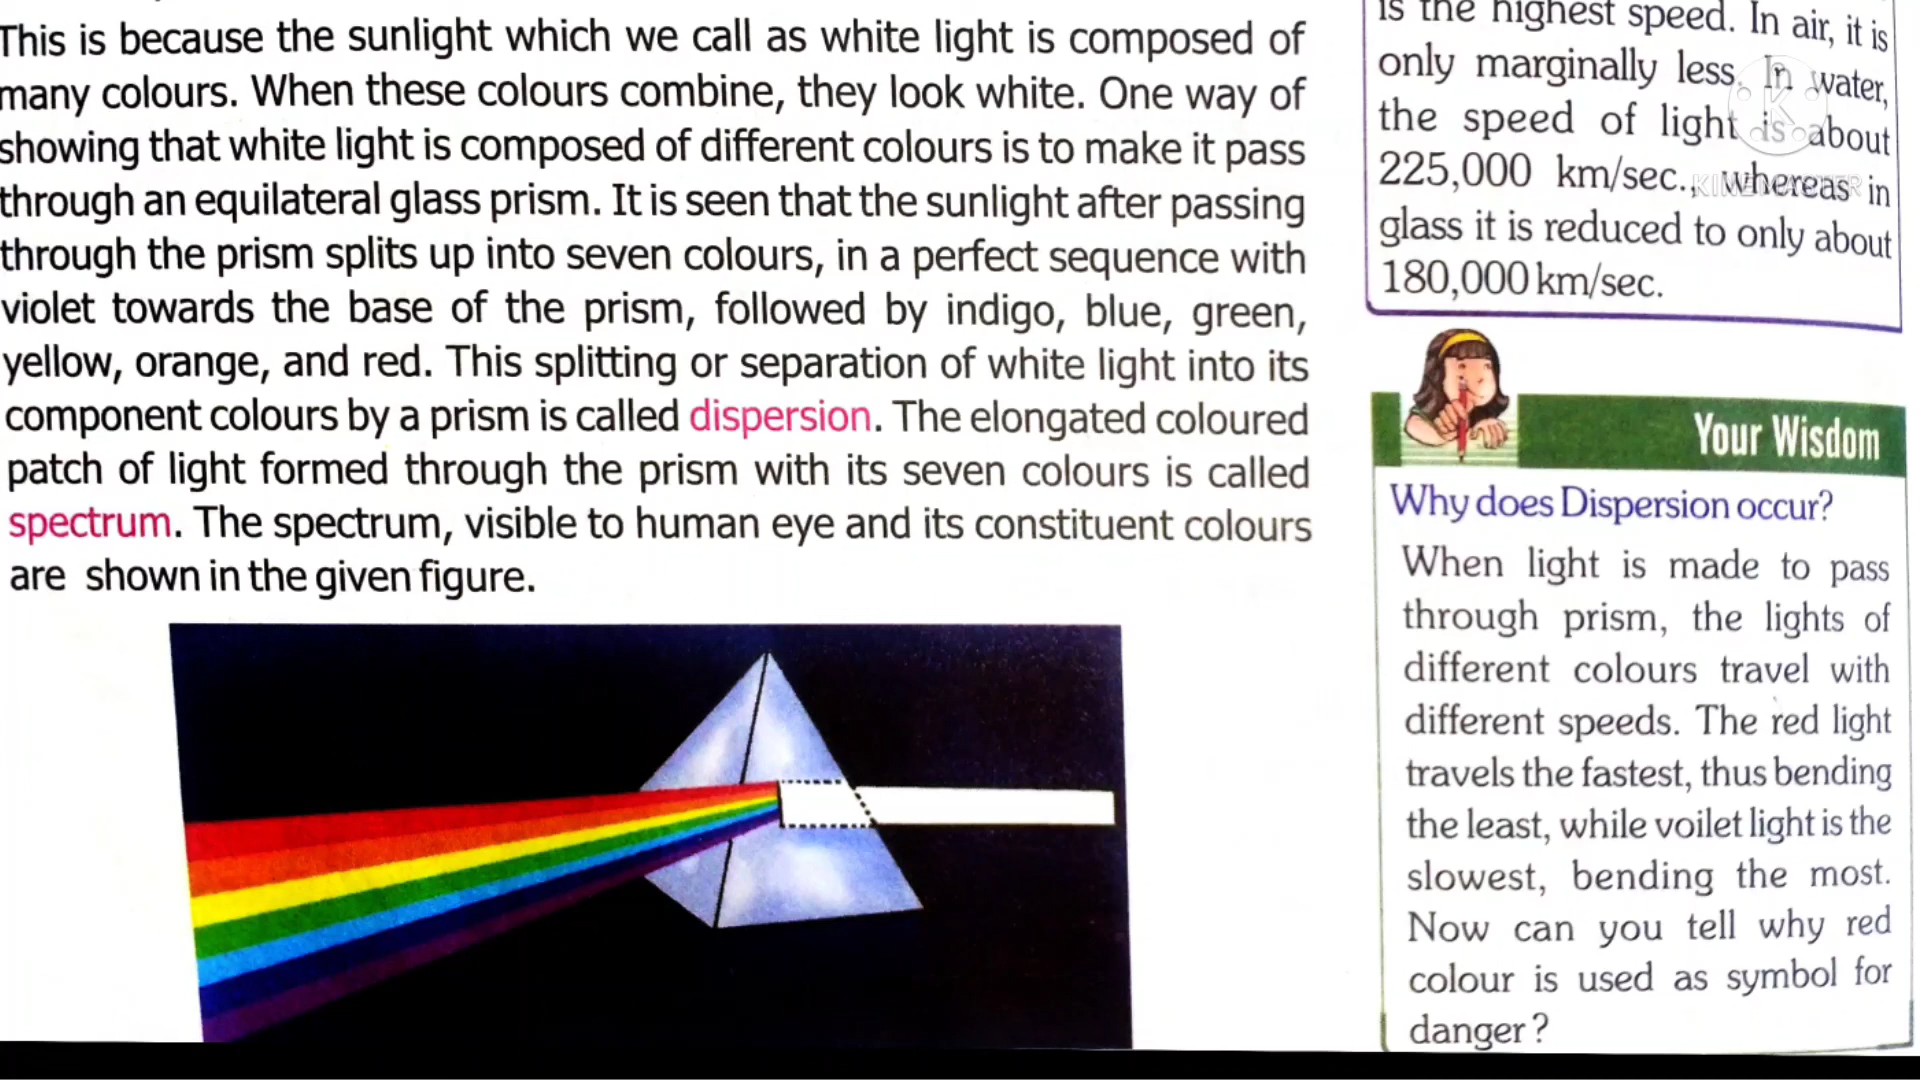 This is because the sunlight which we call as white light is composed of
many colours. When these colours combine, they look white. One way of
showing that white light is composed of different colours is to make it pass
through an equilateral glass prism. It is seen that the sunlight after passing
through the prism splits up into seven colours, in a perfect sequence with
violet towards the base of the prism, followed by indigo, blue, green,
yellow, orange, and red. This splitting or separation of white light into its
component colours by a prism is called dispersion. The elongated coloured
patch of light formed through the prism with its seven colours is called
spectrum. The spectrum, visible to human eye and its constituent colours
are shown in the given figure.
is the highest speed. In air, it is
only marginally less. In water,
the speed of light is about
225,000 km/sec., whereas in
glass it is reduced to only about
180,000 km/sec.
K
KINEMASTER
Your Wisdom
Why does Dispersion occur?
When light is made to pass
through prism, the lights of
different colours travel with
different speeds. The red light
travels the fastest, thus bending
the least, while voilet light is the
slowest, bending the most.
Now can you tell why red
colour is used as symbol for
danger?